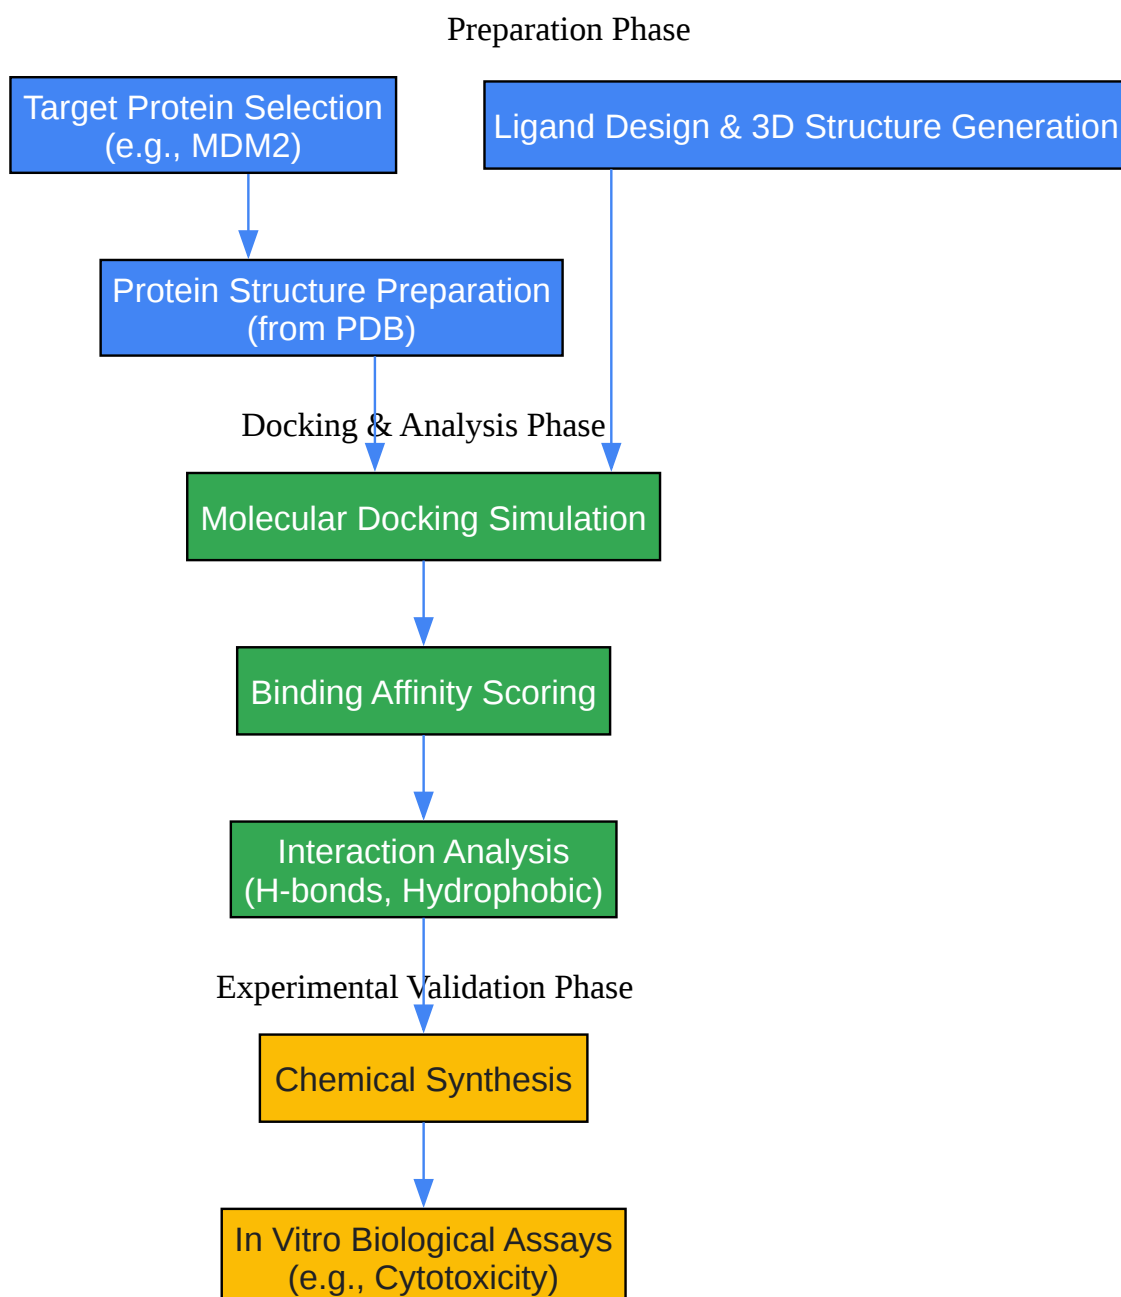 Preparation Phase
Target Protein Selection
(e.g., MDM2)
Ligand Design & 3D Structure Generation
Protein Structure Preparation
(from PDB)
Docking & Analysis Phase
Molecular Docking Simulation
Binding Affinity Scoring
Interaction Analysis
(H-bonds, Hydrophobic)
Experimental Validation Phase
Chemical Synthesis
In Vitro Biological Assays
(e.g., Cytotoxicity)